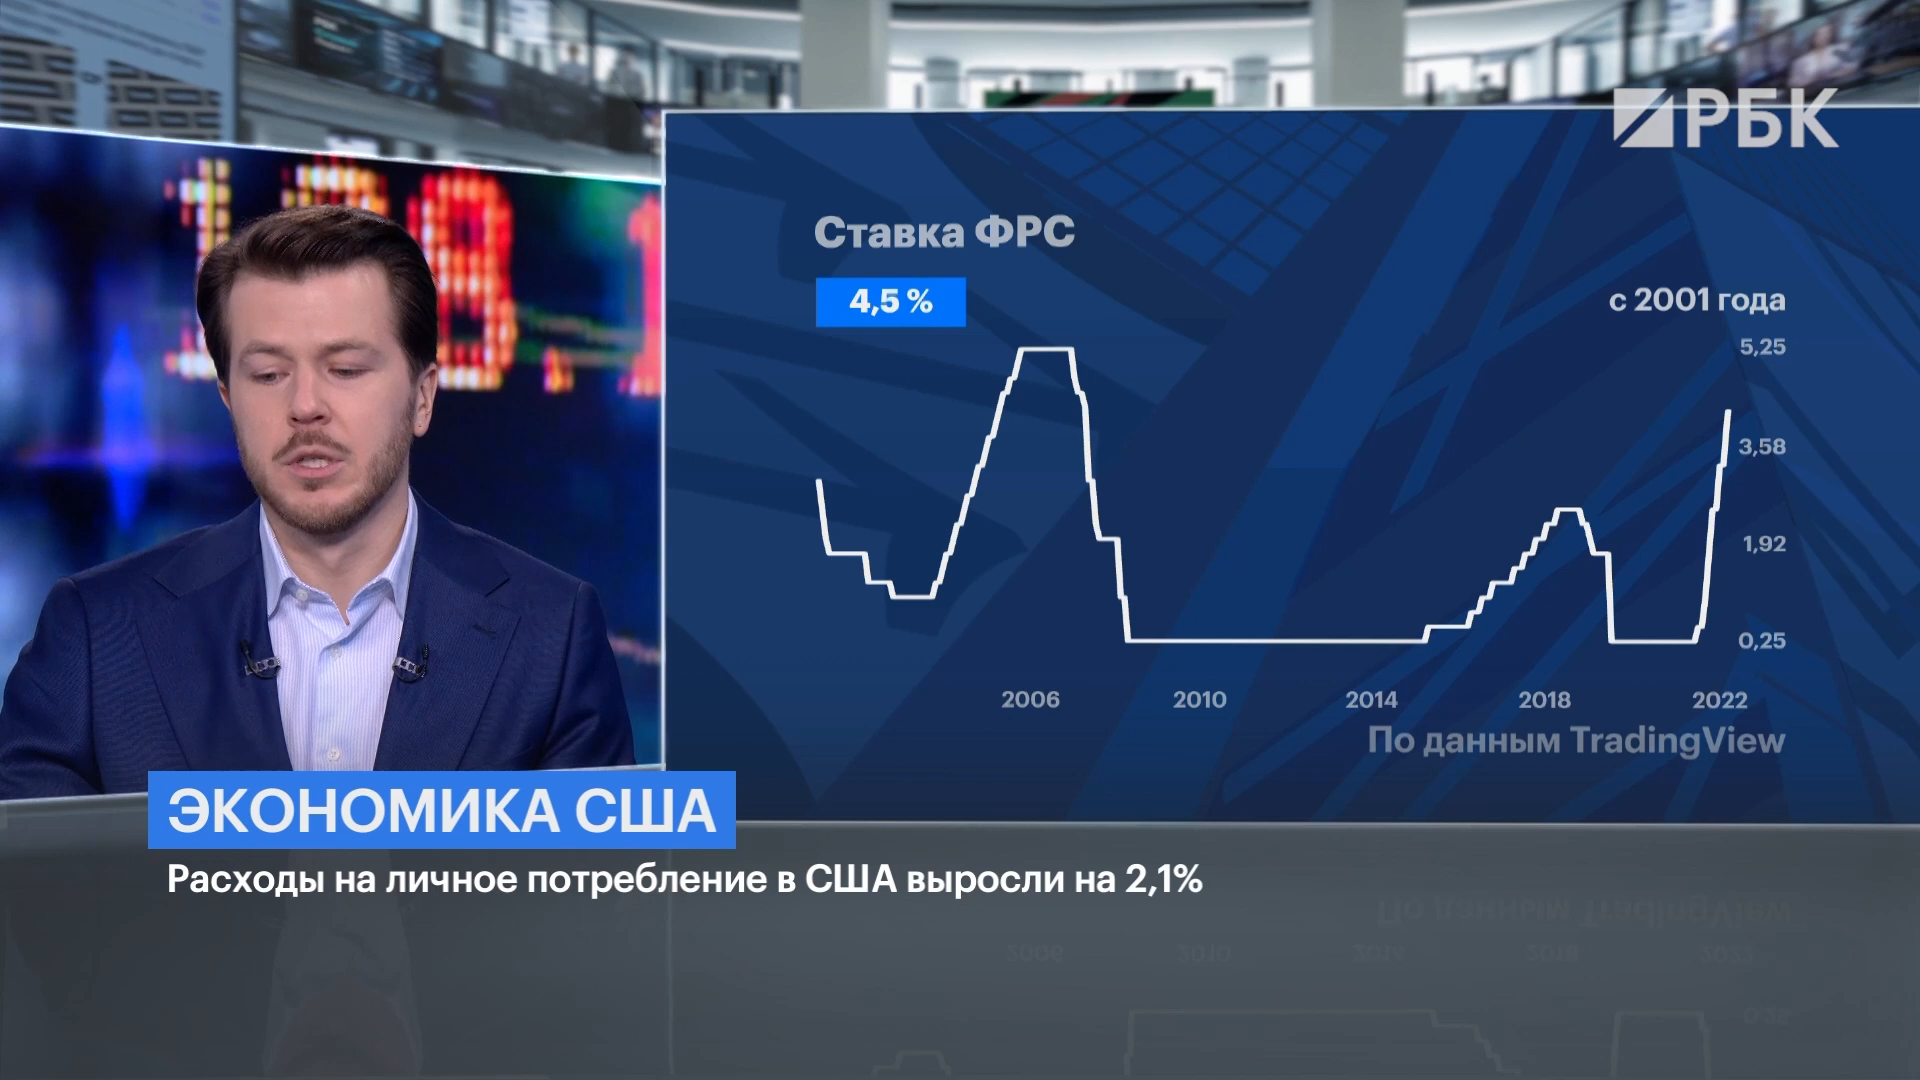 РБК
Ставка ФРС
4,5 %
с 2001 года
5,25
3,58
1,92
0,25
2006 2010 2014 2018 2022
По данным TradingView
ЭКОНОМИКА США
Расходы на личное потребление в США выросли на 2,1%